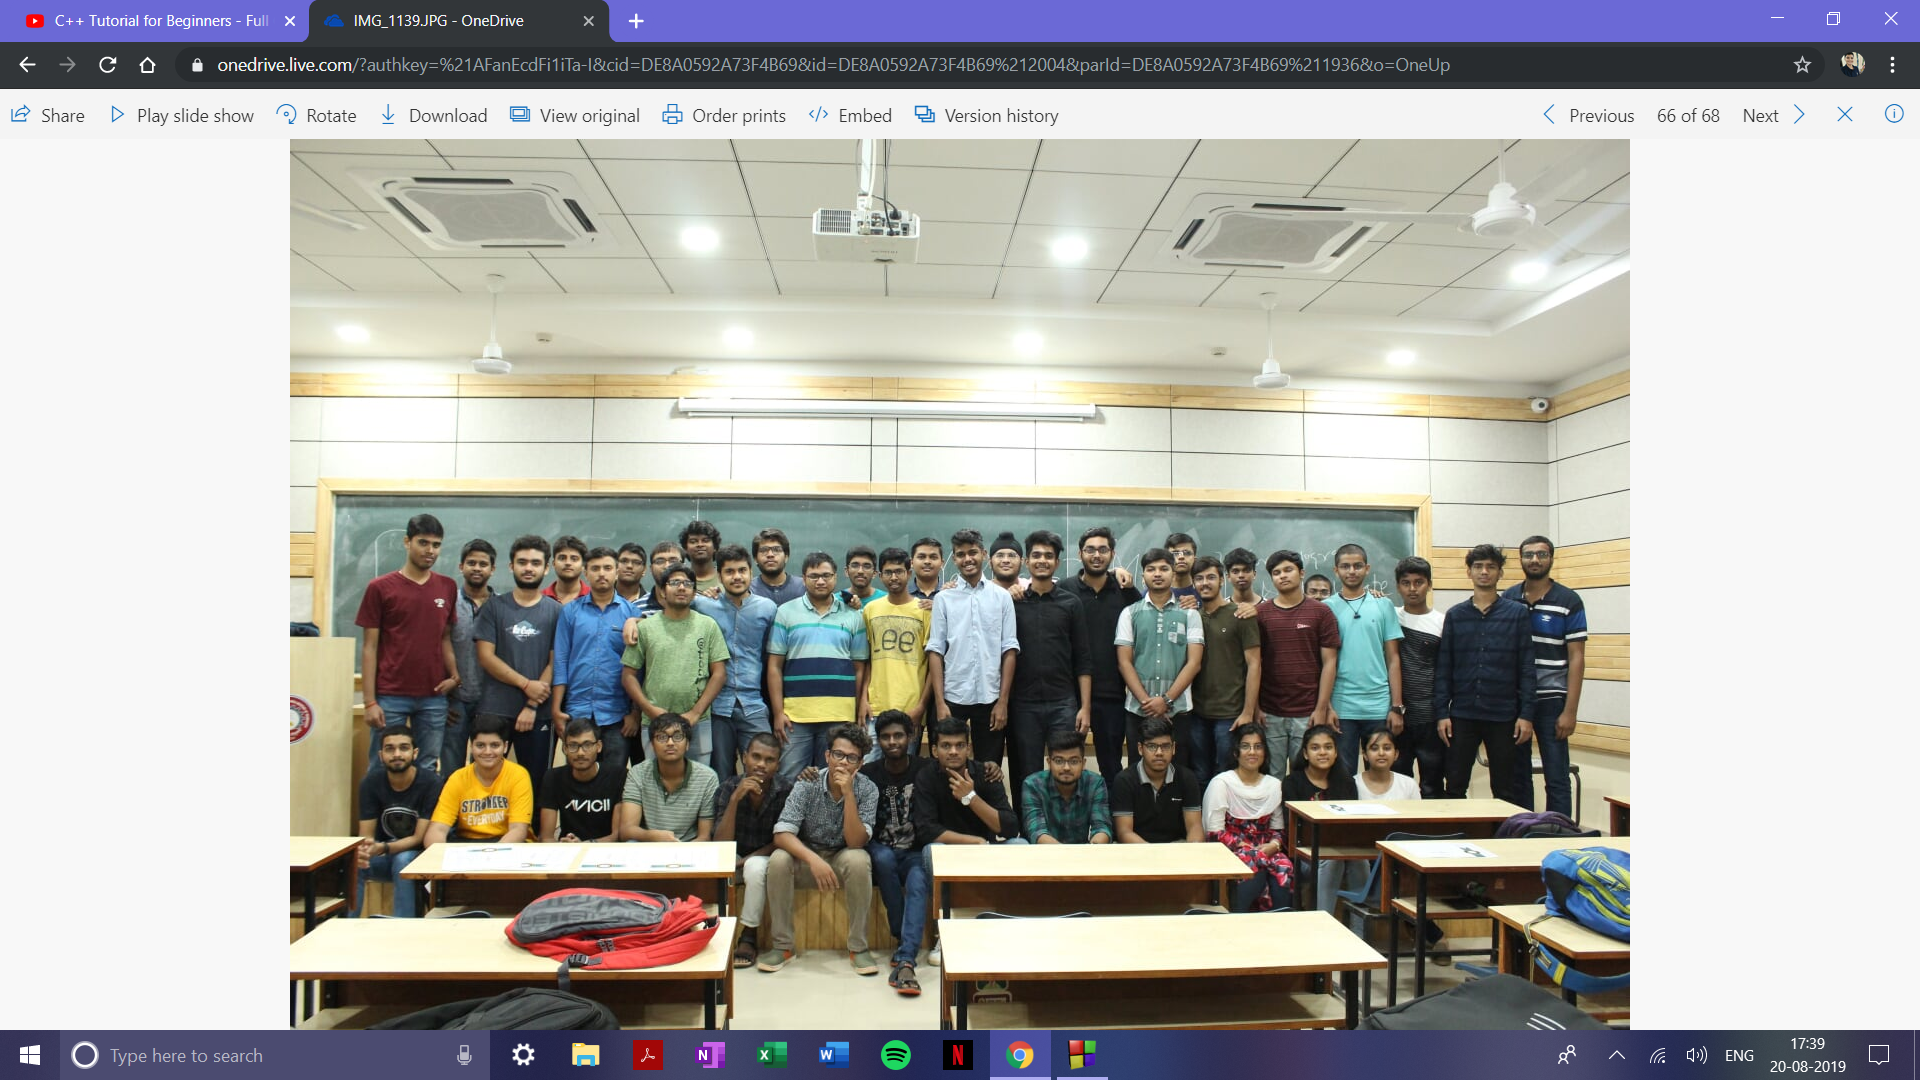 C++ Tutorial for Beginners - Full
IMG_1139.JPG - OneDrive
onedrive.live.com/?authkey=%21AFanEcdFi1iTa-I&cid=DE8A0592A73F4B69&id=DE8A0592A73F4B69%212004&parId=DE8A0592A73F4B69%211936&o=OneUp
Share
Play slide show
Rotate
Download
View original
Order prints
Embed
Version history
Previous
66 of 68
Next
Lee
STRONGER
EVERYDAY
AVICII
Type here to search
ENG
17:39
20-08-2019